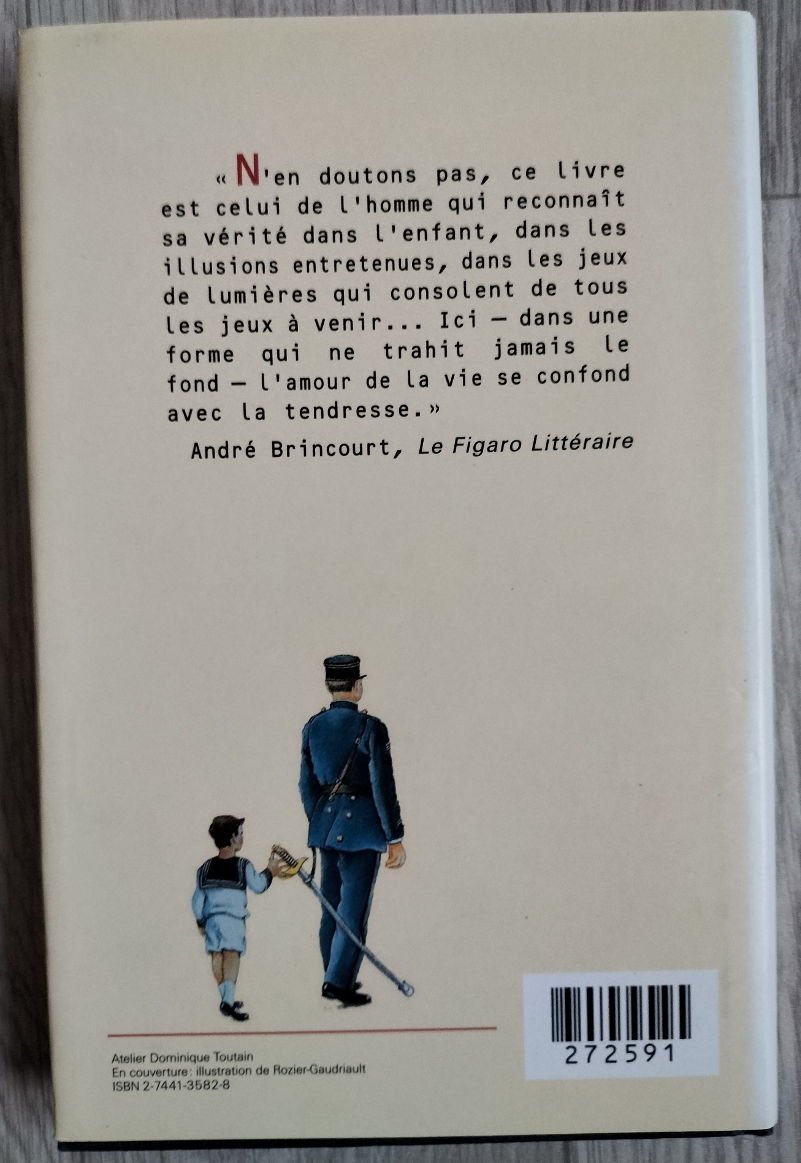 « N'en doutons pas, ce livre
est celui de l'homme qui reconnaît
sa vérité dans l'enfant, dans les
illusions entretenues, dans les jeux
de lumières qui consolent de tous
les jeux à venir... Ici — dans une
forme qui ne trahit jamais le
fond — l'amour de la vie se confond
avec la tendresse.»
André Brincourt, Le Figaro Littéraire
Atelier Dominique Toutain
En couverture : illustration de Rozier-Gaudriault
ISBN 2-7441-3582-8
272591